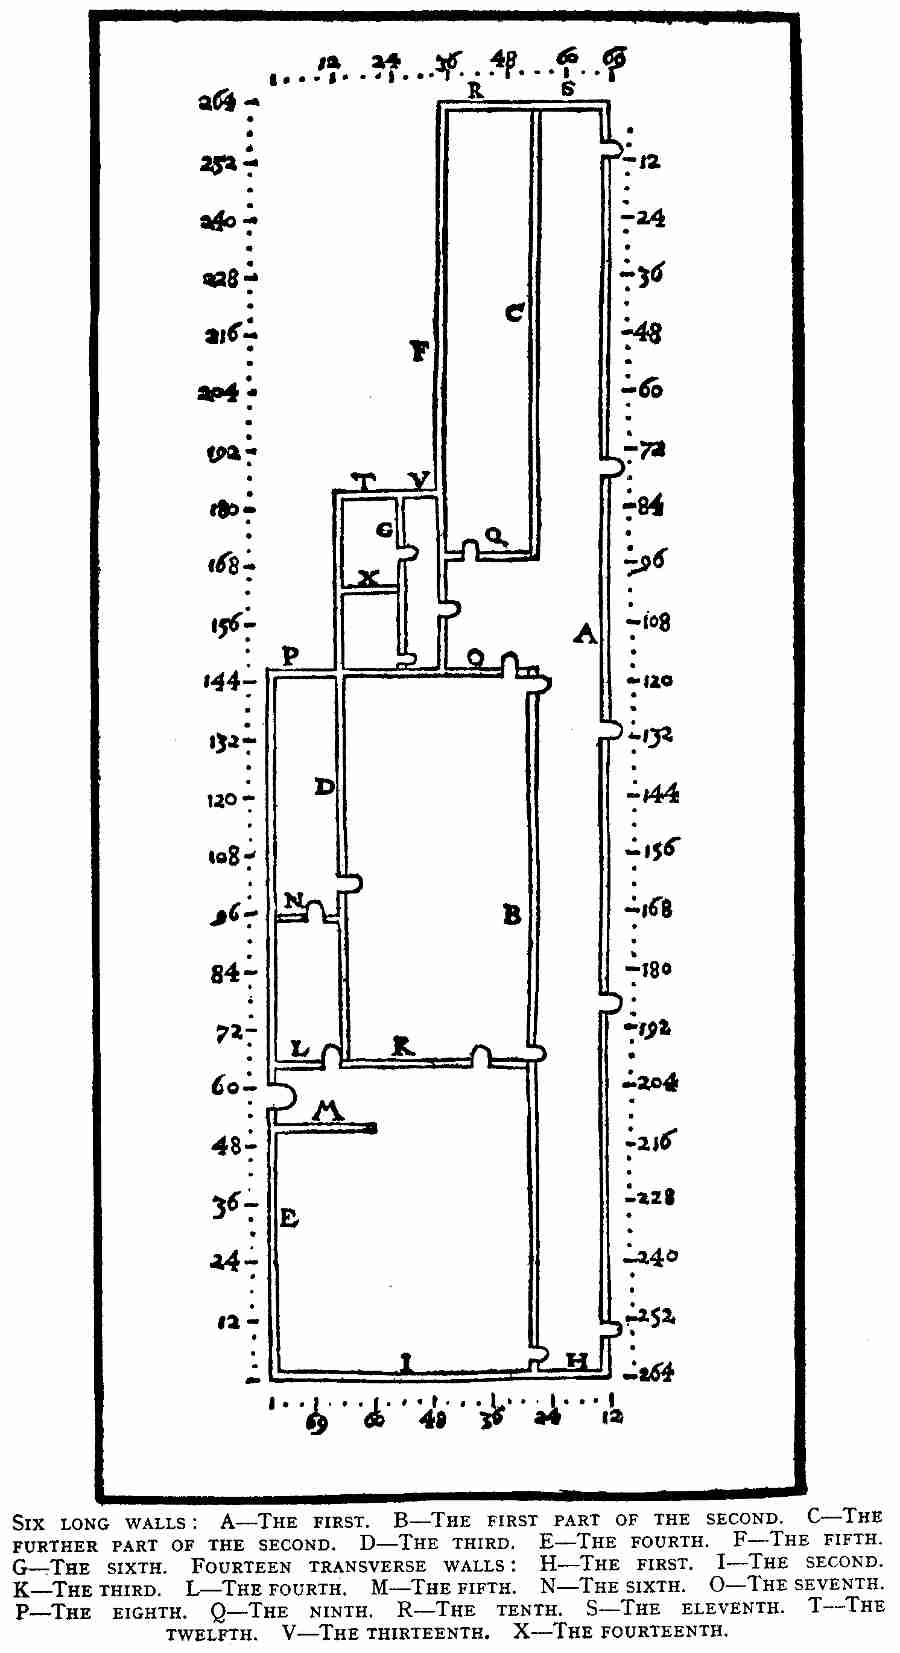 12 24 36 48 60 66
R S
264
252 12
240 24
228 36
C
216 48
F
204 60
192 72
T V
180 84
G Q
168 96
X
156 108
A
P O
144 120
132 132
D
120 144
108 156
N
96 B 168
84 180
72 192
L K
60 204
M
48 216
36 228
E
24 240
12 252
I H
264
69 60 48 36 24 12
SIX LONG WALLS: A—THE FIRST. B—THE FIRST PART OF THE SECOND. C—THE
FURTHER PART OF THE SECOND. D—THE THIRD. E—THE FOURTH. F—THE FIFTH.
G—THE SIXTH. FOURTEEN TRANSVERSE WALLS: H—THE FIRST. I—THE SECOND.
K—THE THIRD. L—THE FOURTH. M—THE FIFTH. N—THE SIXTH. O—THE SEVENTH.
P—THE EIGHTH. Q—THE NINTH. R—THE TENTH. S—THE ELEVENTH. T—THE
TWELFTH. V—THE THIRTEENTH. X—THE FOURTEENTH.